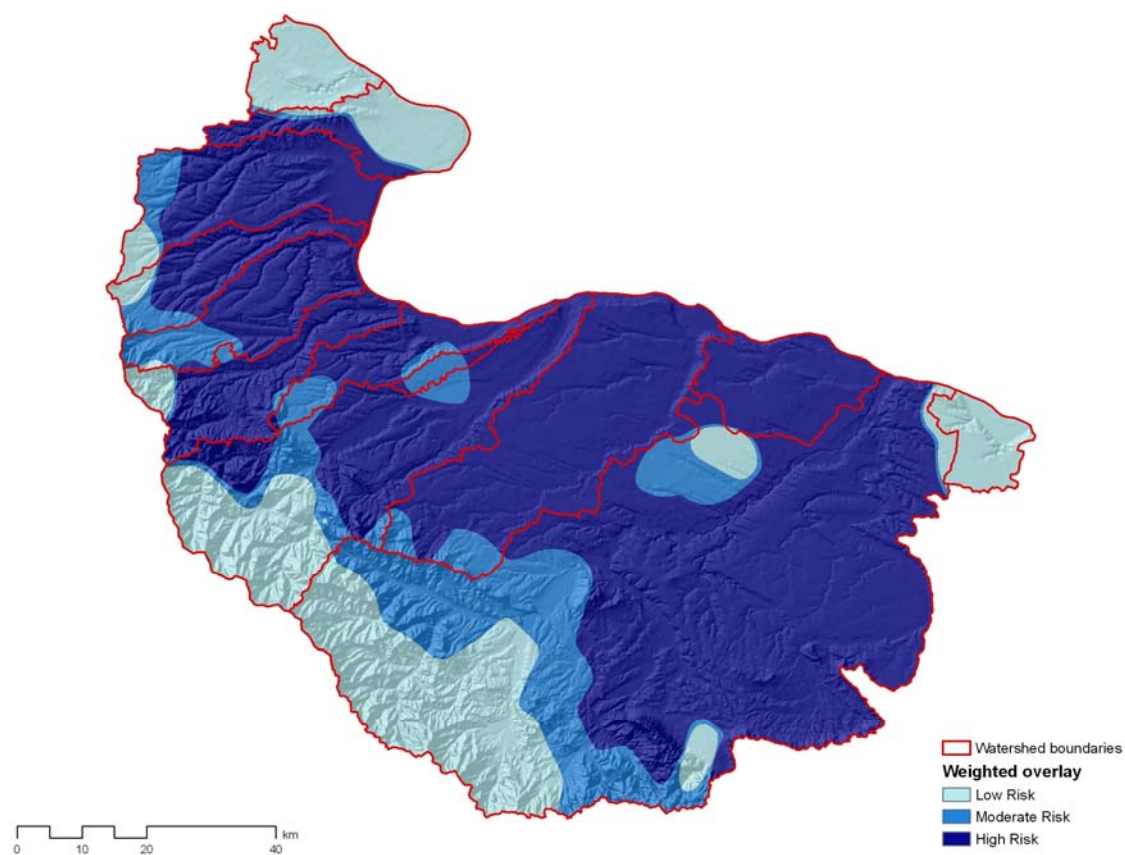 Watershed boundaries
Weighted overlay
Low Risk
Moderate Risk
High Risk
km
0 10 20 40